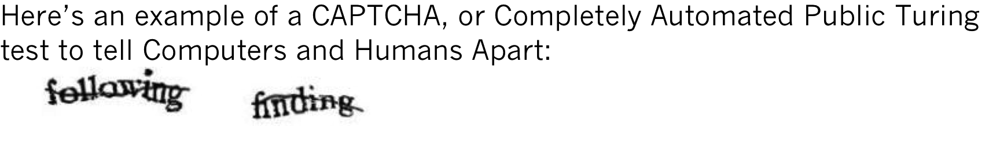 Here’s an example of a CAPTCHA, or Completely Automated Public Turing
test to tell Computers and Humans Apart:
following finding